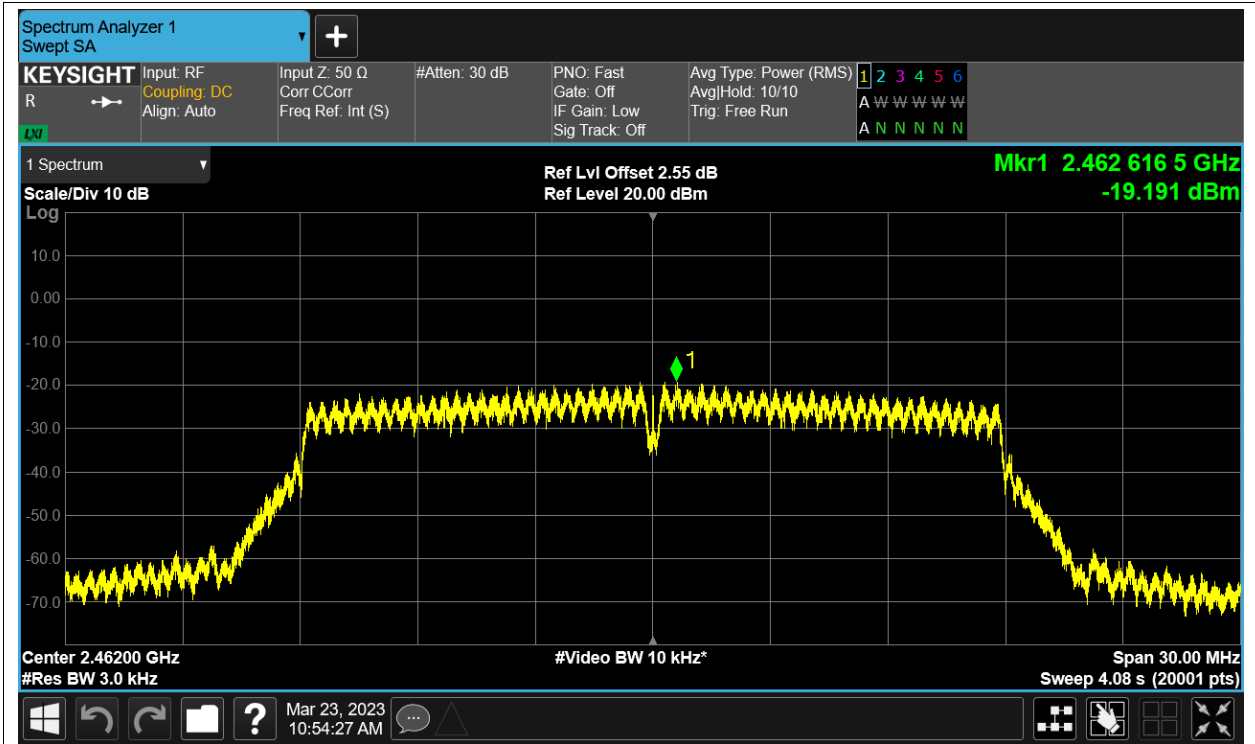 Spectrum Analyzer 1
Swept SA
KEYSIGHT
R
LXI
Input: RF
Coupling: DC
Align: Auto
Input Z: 50 Ω
Corr CCorr
Freq Ref: Int (S)
#Atten: 30 dB
PNO: Fast
Gate: Off
IF Gain: Low
Sig Track: Off
Avg Type: Power (RMS)
Avg|Hold: 10/10
Trig: Free Run
1 2 3 4 5 6
A W W W W W
A N N N N N
1 Spectrum
Scale/Div 10 dB
Ref Lvl Offset 2.55 dB
Ref Level 20.00 dBm
Mkr1 2.462 616 5 GHz
-19.191 dBm
Log
10.0
0.00
-10.0
-20.0
-30.0
-40.0
-50.0
-60.0
-70.0
1
Center 2.46200 GHz
#Res BW 3.0 kHz
#Video BW 10 kHz*
Span 30.00 MHz
Sweep 4.08 s (20001 pts)
?
Mar 23, 2023
10:54:27 AM